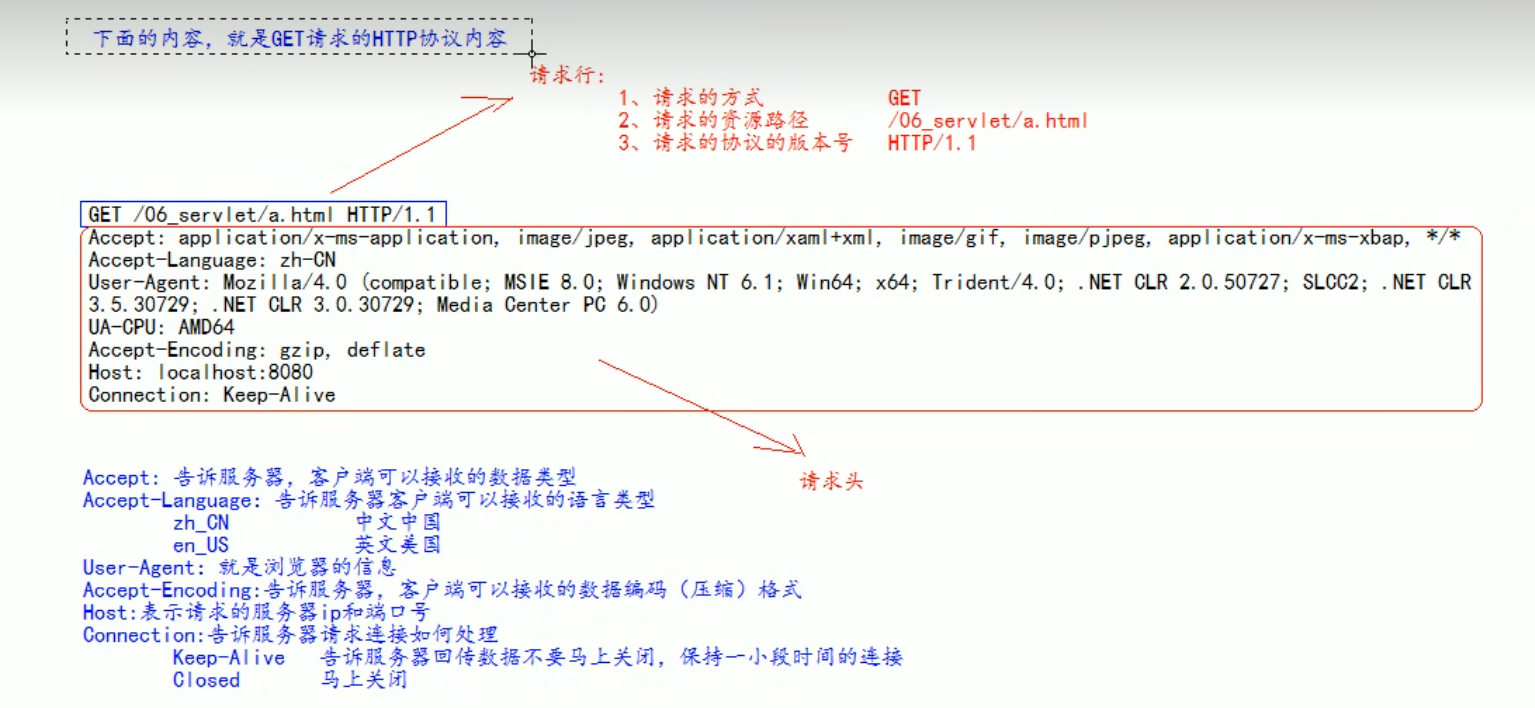 下面的内容，就是GET请求的HTTP协议内容
请求行：
1、请求的方式 GET
2、请求的资源路径 /06_servlet/a.html
3、请求的协议的版本号 HTTP/1.1
GET /06_servlet/a.html HTTP/1.1
Accept: application/x-ms-application, image/jpeg, application/xaml+xml, image/gif, image/pjpeg, application/x-ms-xbap, */*
Accept-Language: zh-CN
User-Agent: Mozilla/4.0 (compatible; MSIE 8.0; Windows NT 6.1; Win64; x64; Trident/4.0; .NET CLR 2.0.50727; SLCC2; .NET CLR
3.5.30729; .NET CLR 3.0.30729; Media Center PC 6.0)
UA-CPU: AMD64
Accept-Encoding: gzip, deflate
Host: localhost:8080
Connection: Keep-Alive
请求头
Accept: 告诉服务器，客户端可以接收的数据类型
Accept-Language: 告诉服务器客户端可以接收的语言类型
zh_CN 中文中国
en_US 英文美国
User-Agent: 就是浏览器的信息
Accept-Encoding:告诉服务器，客户端可以接收的数据编码（压缩）格式
Host:表示请求的服务器ip和端口号
Connection:告诉服务器请求连接如何处理
Keep-Alive 告诉服务器回传数据不要马上关闭，保持一小段时间的连接
Closed 马上关闭